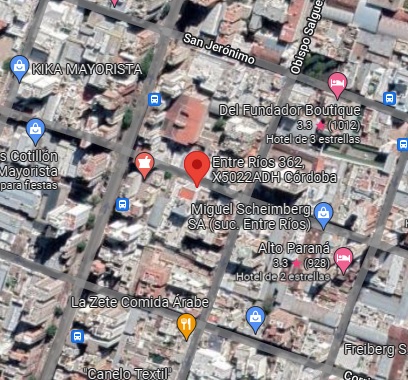 San Jerónimo
Obispo Salgue
KIKA MAYORISTA
Del Fundador Boutique
3.3 ★ (1012)
Hotel de 3 estrellas
s Cotillón
Mayorista
para fiestas
Entre Ríos 362,
X5022ADH Córdoba
Miguel Scheimberg
SA (suc. Entre Ríos)
Alto Paraná
3.3 ★ (928)
Hotel de 2 estrellas
La Zete Comida Árabe
Freiberg S
Canelo Textil
Corri